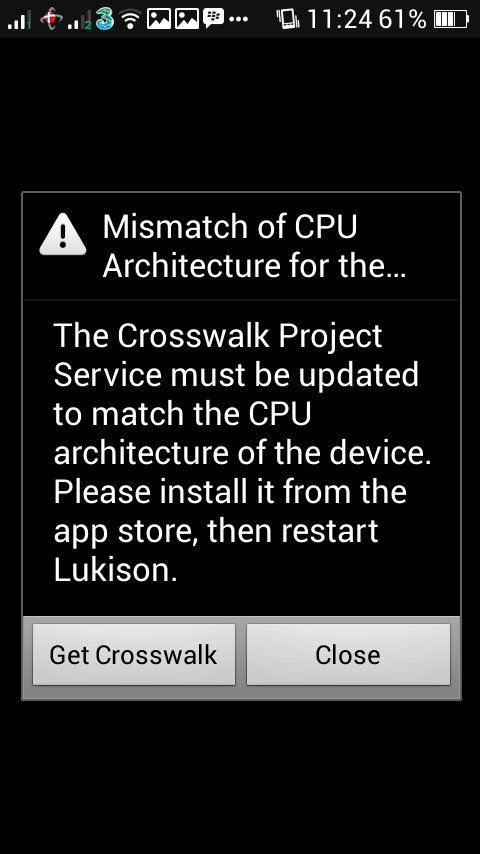 1 2 3 11:24 61%
Mismatch of CPU
Architecture for the...
The Crosswalk Project
Service must be updated
to match the CPU
architecture of the device.
Please install it from the
app store, then restart
Lukison.
Get Crosswalk Close